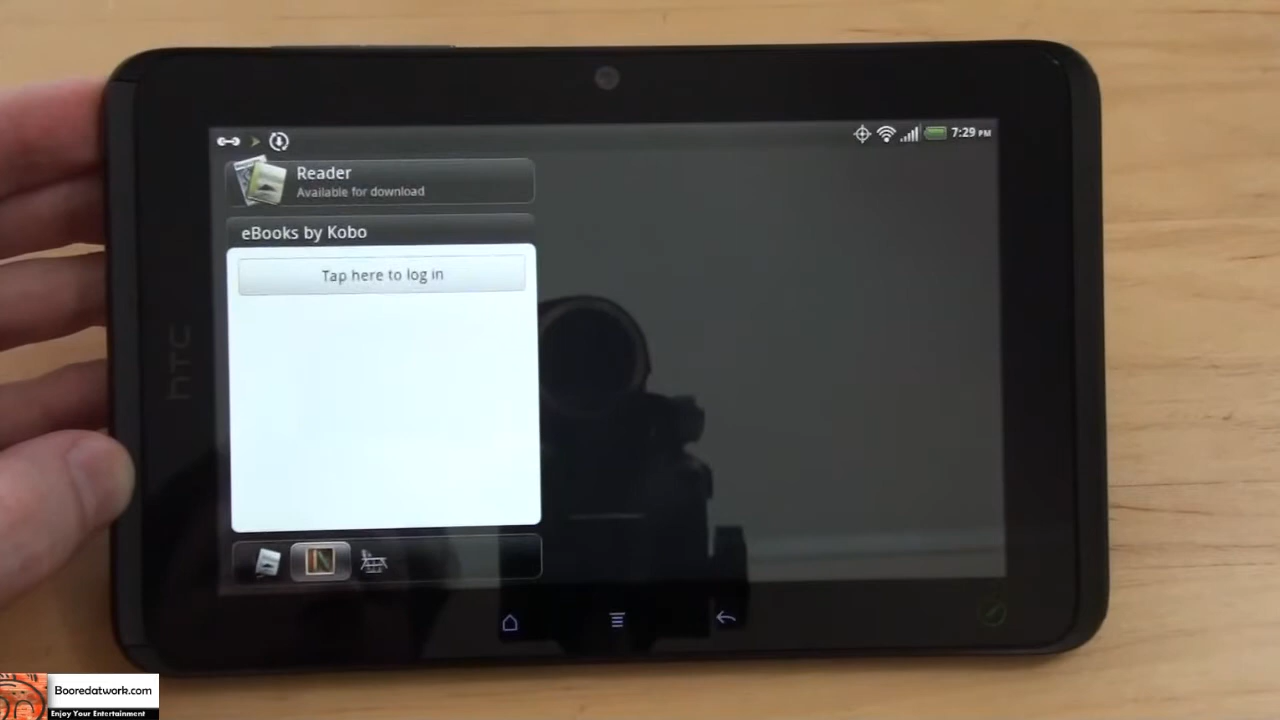 7:29 PM
Reader
Available for download
eBooks by Kobo
Tap here to log in
hTC
Booredatwork.com
Enjoy Your Entertainment